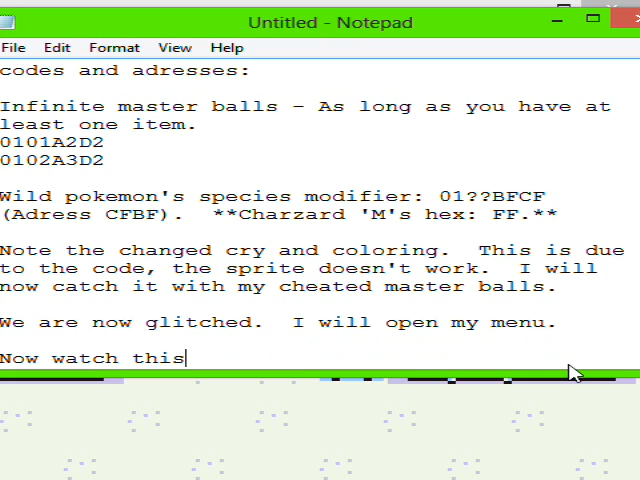 Untitled - Notepad
File Edit Format View Help
codes and adresses:
Infinite master balls - As long as you have at
least one item.
0101A2D2
0102A3D2
Wild pokemon's species modifier: 01??BFCF
(Adress CFBF). **Charzard 'M's hex: FF.**
Note the changed cry and coloring. This is due
to the code, the sprite doesn't work. I will
now catch it with my cheated master balls.
We are now glitched. I will open my menu.
Now watch this